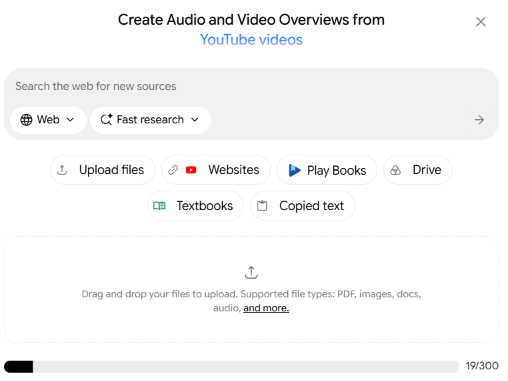 Create Audio and Video Overviews from
YouTube videos
Search the web for new sources
Web
Fast research
Upload files
Websites
Play Books
Drive
Textbooks
Copied text
Drag and drop your files to upload. Supported file types: PDF, images, docs,
audio, and more.
19/300